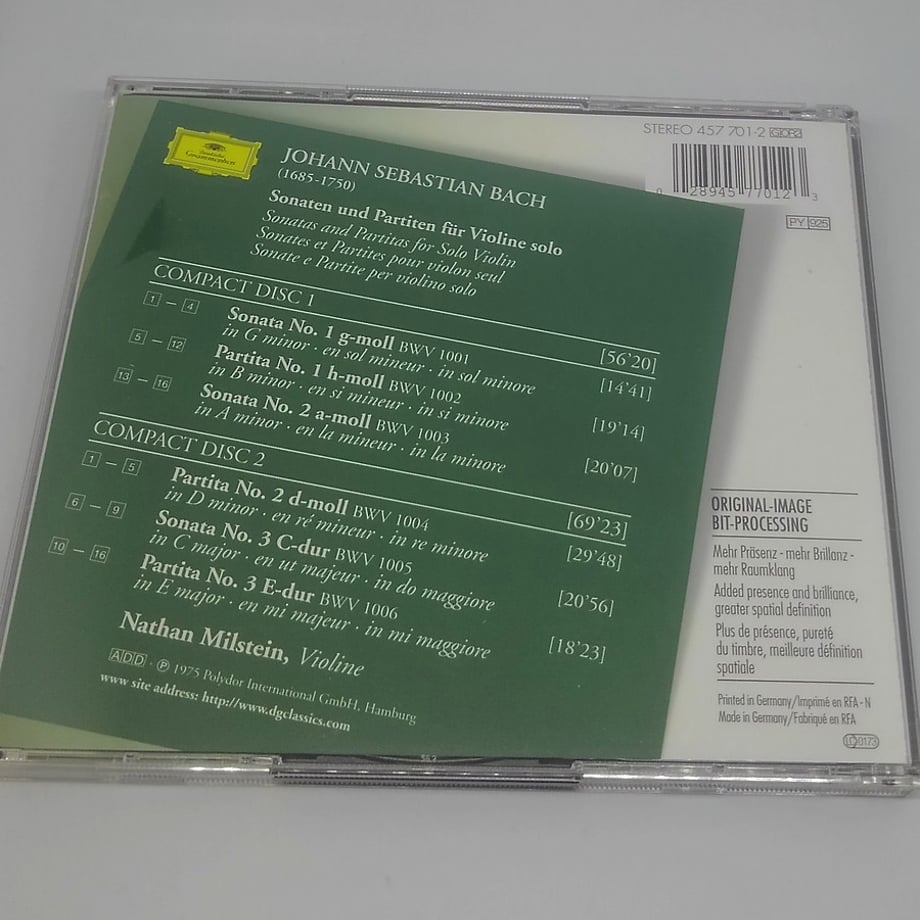 Deutsche
Grammophon
JOHANN SEBASTIAN BACH
(1685-1750)
Sonaten und Partiten für Violine solo
Sonatas and Partitas for Solo Violin
Sonates et Partites pour violon seul
Sonate e Partite per violino solo
COMPACT DISC 1 [56'20]
1 – 4 Sonata No. 1 g-moll BWV 1001 [14'41]
in G minor · en sol mineur · in sol minore
5 – 12 Partita No. 1 h-moll BWV 1002 [19'14]
in B minor · en si mineur · in si minore
13 – 16 Sonata No. 2 a-moll BWV 1003 [20'07]
in A minor · en la mineur · in la minore
COMPACT DISC 2 [69'23]
1 – 5 Partita No. 2 d-moll BWV 1004 [29'48]
in D minor · en ré mineur · in re minore
6 – 9 Sonata No. 3 C-dur BWV 1005 [20'56]
in C major · en ut majeur · in do maggiore
10 – 16 Partita No. 3 E-dur BWV 1006 [18'23]
in E major · en mi majeur · in mi maggiore
Nathan Milstein, Violine
ADD · ℗ 1975 Polydor International GmbH, Hamburg
www site address: http://www.dgclassics.com
STEREO 457 701-2
0 28945 77012 3
PY 925
ORIGINAL-IMAGE
BIT-PROCESSING
Mehr Präsenz - mehr Brillanz -
mehr Raumklang
Added presence and brilliance,
greater spatial definition
Plus de présence, pureté
du timbre, meilleure définition
spatiale
Printed in Germany/Imprimé en RFA - N
Made in Germany/Fabriqué en RFA
LC 0173